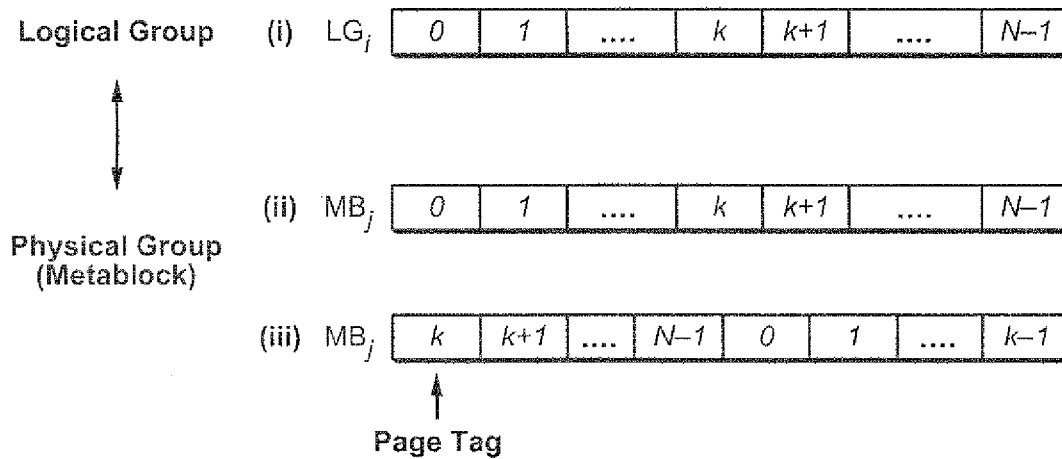 Logical Group (i) LGi 0 1 .... k k+1 .... N–1
(ii) MBj 0 1 .... k k+1 .... N–1
Physical Group
(Metablock)
(iii) MBj k k+1 .... N–1 0 1 .... k–1
Page Tag